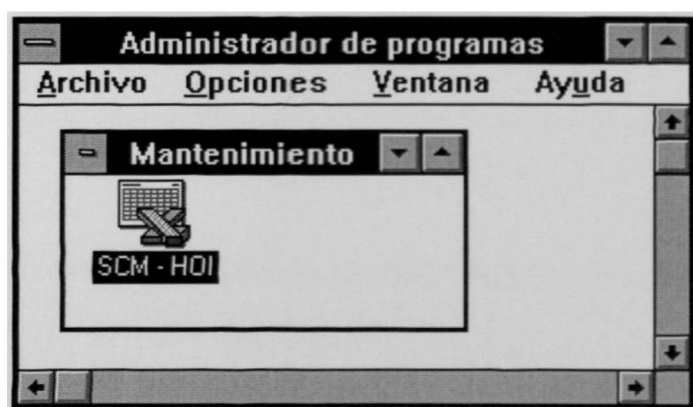 Administrador de programas
Archivo Opciones Ventana Ayuda
Mantenimiento
SCM - HOI